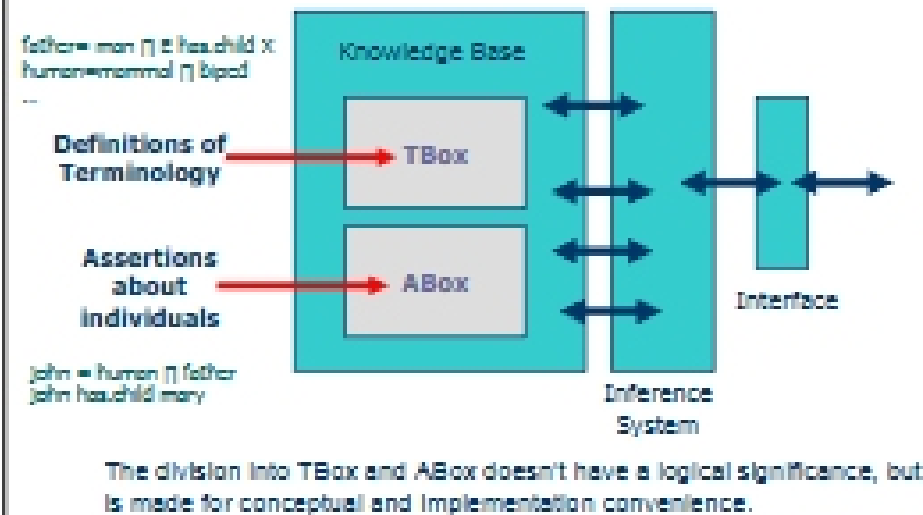 father= man ∏ E has.child X
human=mammal ∏ biped
...
Knowledge Base
Definitions of
Terminology
TBox
Assertions
about
individuals
ABox
Interface
john = human ∏ father
john has.child mary
Inference
System
The division into TBox and ABox doesn't have a logical significance, but
is made for conceptual and implementation convenience.